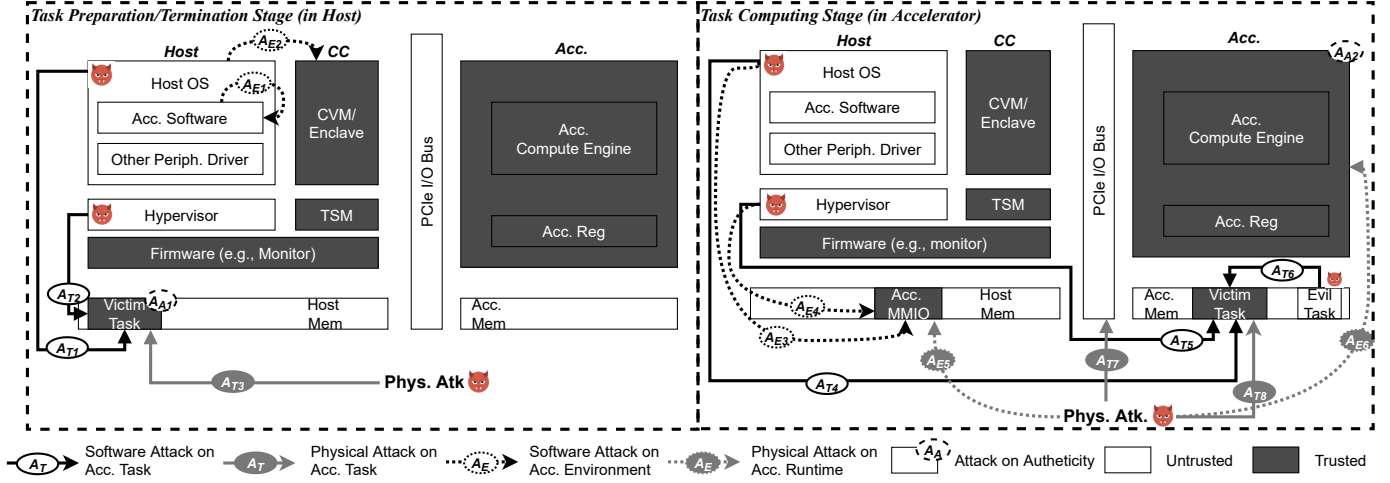 Task Preparation/Termination Stage (in Host)
Host
CC
Acc.
A_E2
Host OS
A_E1
Acc. Software
Other Periph. Driver
CVM/
Enclave
PCIe I/O Bus
Acc.
Compute Engine
Hypervisor
TSM
Acc. Reg
Firmware (e.g., Monitor)
A_T2
Victim
Task
A_A1
Host
Mem
Acc.
Mem
A_T1
A_T3
Phys. Atk
Task Computing Stage (in Accelerator)
Host
CC
Acc.
A_A2
Host OS
Acc. Software
Other Periph. Driver
CVM/
Enclave
PCIe I/O Bus
Acc.
Compute Engine
Hypervisor
TSM
Acc. Reg
Firmware (e.g., monitor)
A_T6
A_E4
Acc.
MMIO
Host
Mem
Acc.
Mem
Victim
Task
Evil
Task
A_E3
A_E5
A_T7
A_T5
A_E6
A_T4
A_T8
Phys. Atk.
A_T
Software Attack on
Acc. Task
A_T
Physical Attack on
Acc. Task
A_E
Software Attack on
Acc. Environment
A_E
Physical Attack on
Acc. Runtime
A_A
Attack on Autheticity
Untrusted
Trusted